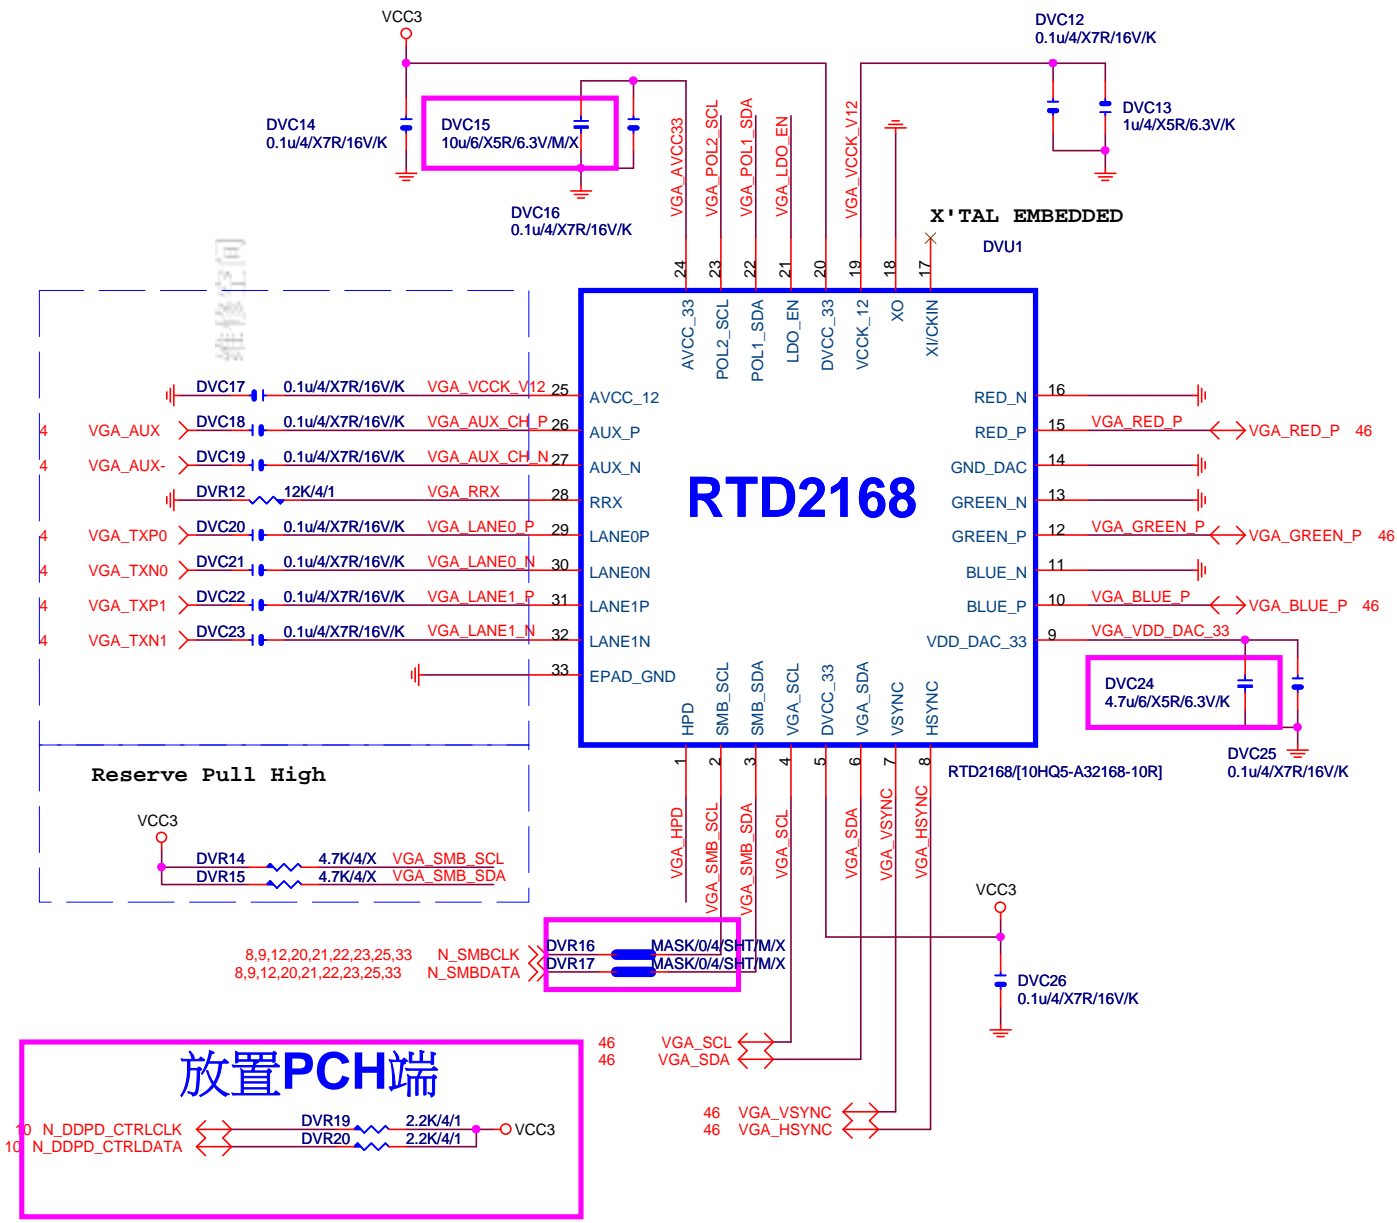 VCC3
DVC12
0.1u/4/X7R/16V/K
DVC14
0.1u/4/X7R/16V/K
DVC15
10u/6/X5R/6.3V/M/X
DVC16
0.1u/4/X7R/16V/K
DVC13
1u/4/X5R/6.3V/K
VGA_AVCC33
VGA_POL2_SCL
VGA_POL1_SDA
VGA_LDO_EN
VGA_VCCK_V12
X'TAL EMBEDDED
DVU1
维修空间
24 23 22 21 20 19 18 17
AVCC_33
POL2_SCL
POL1_SDA
LDO_EN
DVCC_33
VCCK_12
XO
XI/CKIN
DVC17 0.1u/4/X7R/16V/K VGA_VCCK_V12 25 AVCC_12
4 VGA_AUX DVC18 0.1u/4/X7R/16V/K VGA_AUX_CH_P 26 AUX_P
4 VGA_AUX- DVC19 0.1u/4/X7R/16V/K VGA_AUX_CH_N 27 AUX_N
DVR12 12K/4/1 VGA_RRX 28 RRX
4 VGA_TXP0 DVC20 0.1u/4/X7R/16V/K VGA_LANE0_P 29 LANE0P
4 VGA_TXN0 DVC21 0.1u/4/X7R/16V/K VGA_LANE0_N 30 LANE0N
4 VGA_TXP1 DVC22 0.1u/4/X7R/16V/K VGA_LANE1_P 31 LANE1P
4 VGA_TXN1 DVC23 0.1u/4/X7R/16V/K VGA_LANE1_N 32 LANE1N
33 EPAD_GND
RTD2168
RED_N 16
RED_P 15 VGA_RED_P VGA_RED_P 46
GND_DAC 14
GREEN_N 13
GREEN_P 12 VGA_GREEN_P VGA_GREEN_P 46
BLUE_N 11
BLUE_P 10 VGA_BLUE_P VGA_BLUE_P 46
VDD_DAC_33 9 VGA_VDD_DAC_33
HPD
SMB_SCL
SMB_SDA
VGA_SCL
DVCC_33
VGA_SDA
VSYNC
HSYNC
1 2 3 4 5 6 7 8
DVC24
4.7u/6/X5R/6.3V/K
DVC25
0.1u/4/X7R/16V/K
RTD2168/[10HQ5-A32168-10R]
VGA_HPD
VGA_SMB_SCL
VGA_SMB_SDA
VGA_SCL
VGA_SDA
VGA_VSYNC
VGA_HSYNC
Reserve Pull High
VCC3
DVR14 4.7K/4/X VGA_SMB_SCL
DVR15 4.7K/4/X VGA_SMB_SDA
VCC3
DVC26
0.1u/4/X7R/16V/K
8,9,12,20,21,22,23,25,33 N_SMBCLK DVR16 MASK/0/4/SHT/M/X
8,9,12,20,21,22,23,25,33 N_SMBDATA DVR17 MASK/0/4/SHT/M/X
46 VGA_SCL
46 VGA_SDA
46 VGA_VSYNC
46 VGA_HSYNC
放置PCH端
10 N_DDPD_CTRLCLK DVR19 2.2K/4/1 VCC3
10 N_DDPD_CTRLDATA DVR20 2.2K/4/1